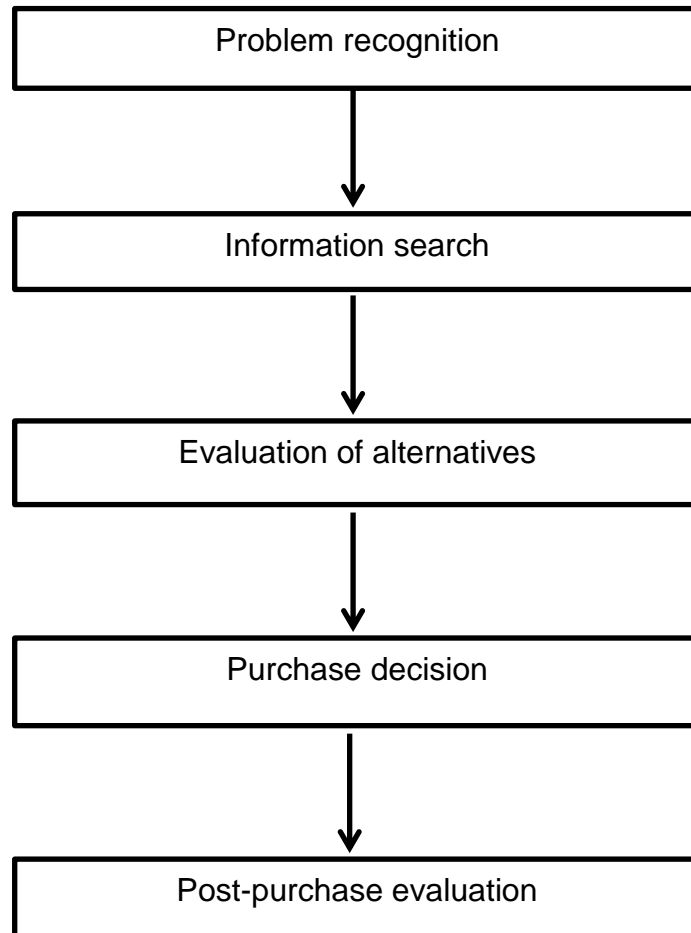 Problem recognition
Information search
Evaluation of alternatives
Purchase decision
Post-purchase evaluation